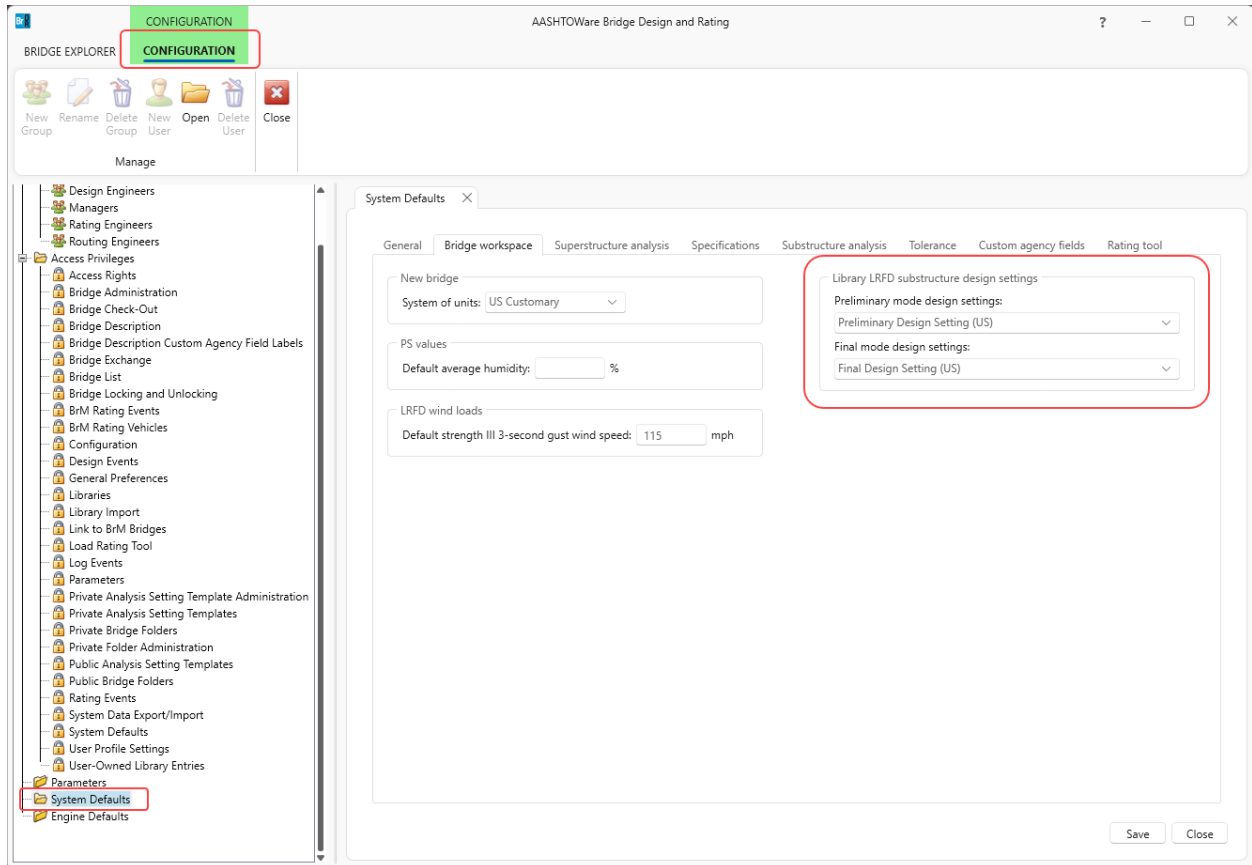 Br
CONFIGURATION
AASHTOWare Bridge Design and Rating
?
BRIDGE EXPLORER
CONFIGURATION
New Group
Rename
Delete Group
New User
Open
Delete User
Close
Manage
Design Engineers
Managers
Rating Engineers
Routing Engineers
Access Privileges
Access Rights
Bridge Administration
Bridge Check-Out
Bridge Description
Bridge Description Custom Agency Field Labels
Bridge Exchange
Bridge List
Bridge Locking and Unlocking
BrM Rating Events
BrM Rating Vehicles
Configuration
Design Events
General Preferences
Libraries
Library Import
Link to BrM Bridges
Load Rating Tool
Log Events
Parameters
Private Analysis Setting Template Administration
Private Analysis Setting Templates
Private Bridge Folders
Private Folder Administration
Public Analysis Setting Templates
Public Bridge Folders
Rating Events
System Data Export/Import
System Defaults
User Profile Settings
User-Owned Library Entries
Parameters
System Defaults
Engine Defaults
System Defaults
General Bridge workspace Superstructure analysis Specifications Substructure analysis Tolerance Custom agency fields Rating tool
New bridge
System of units: US Customary
PS values
Default average humidity: %
LRFD wind loads
Default strength III 3-second gust wind speed: 115 mph
Library LRFD substructure design settings
Preliminary mode design settings:
Preliminary Design Setting (US)
Final mode design settings:
Final Design Setting (US)
Save
Close